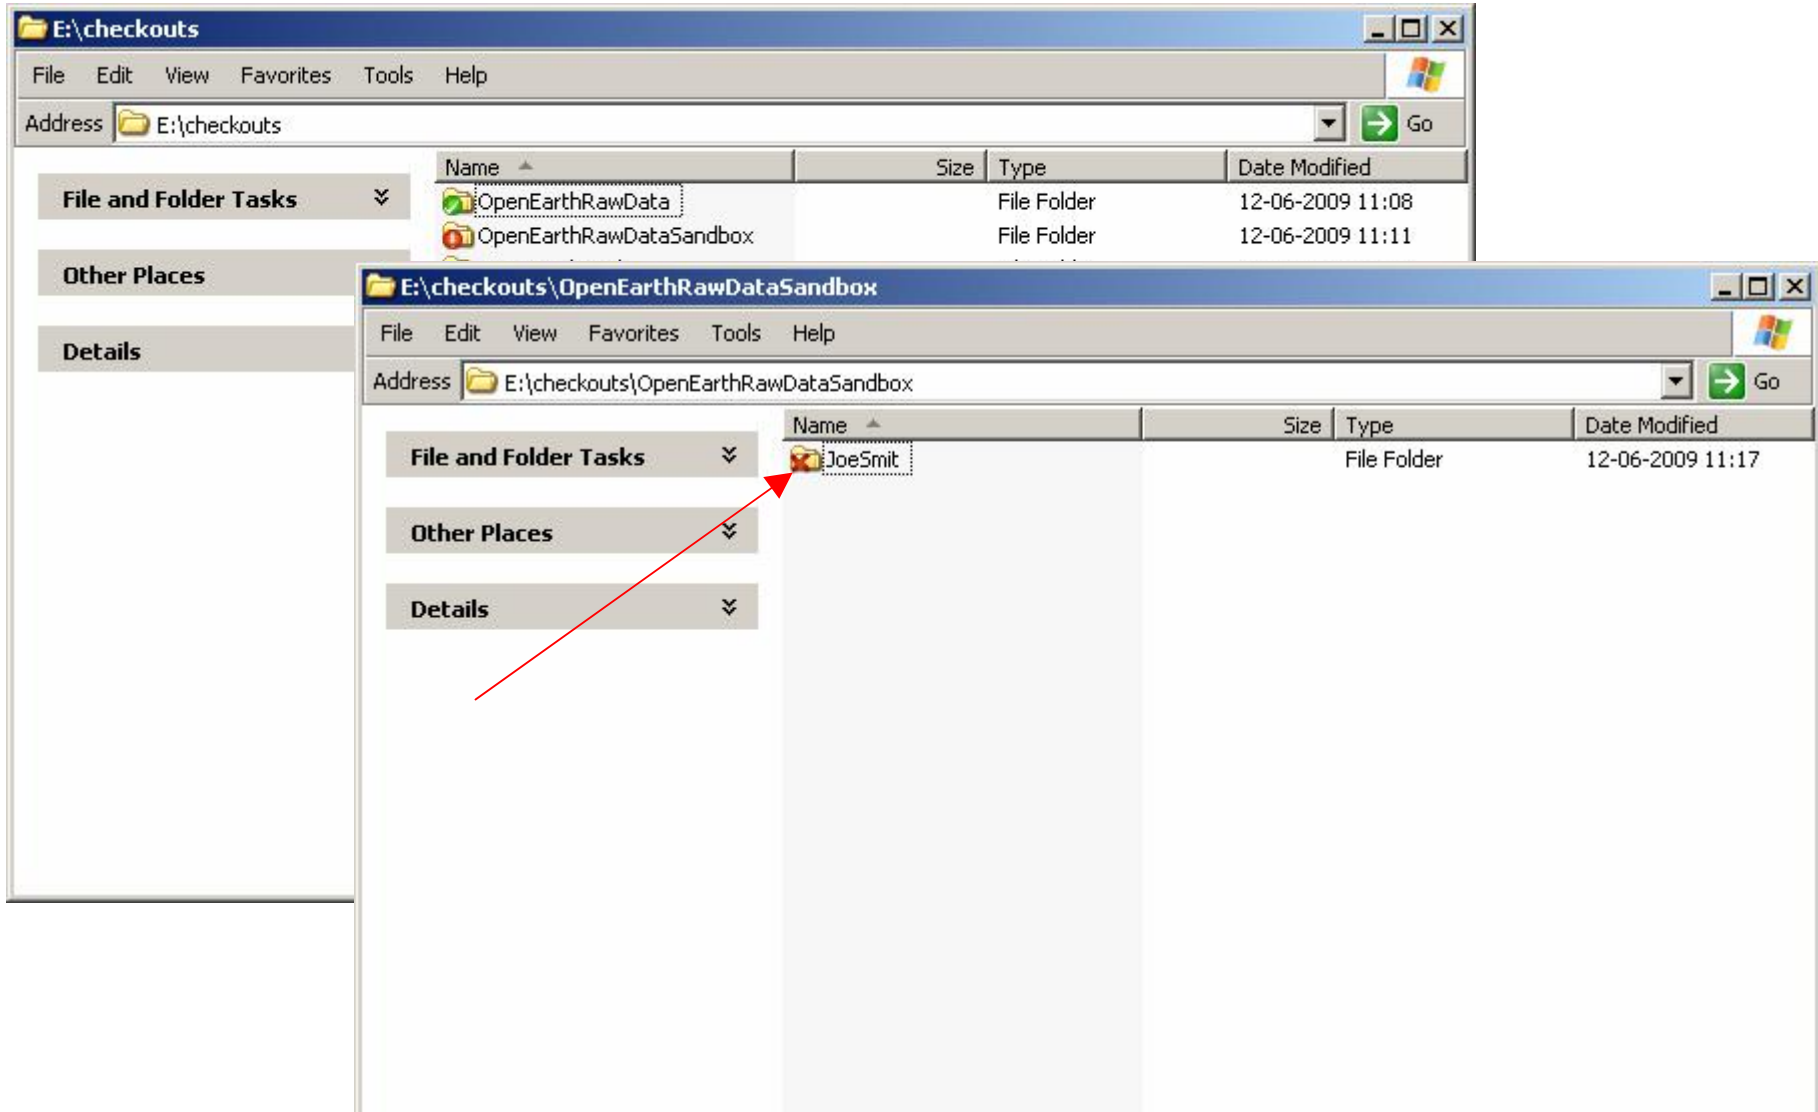 E:\checkouts
File Edit View Favorites Tools Help
Address E:\checkouts Go
Name Size Type Date Modified
File and Folder Tasks
OpenEarthRawData File Folder 12-06-2009 11:08
OpenEarthRawDataSandbox File Folder 12-06-2009 11:11
Other Places
Details
E:\checkouts\OpenEarthRawDataSandbox
File Edit View Favorites Tools Help
Address E:\checkouts\OpenEarthRawDataSandbox Go
Name Size Type Date Modified
File and Folder Tasks
JoeSmit File Folder 12-06-2009 11:17
Other Places
Details